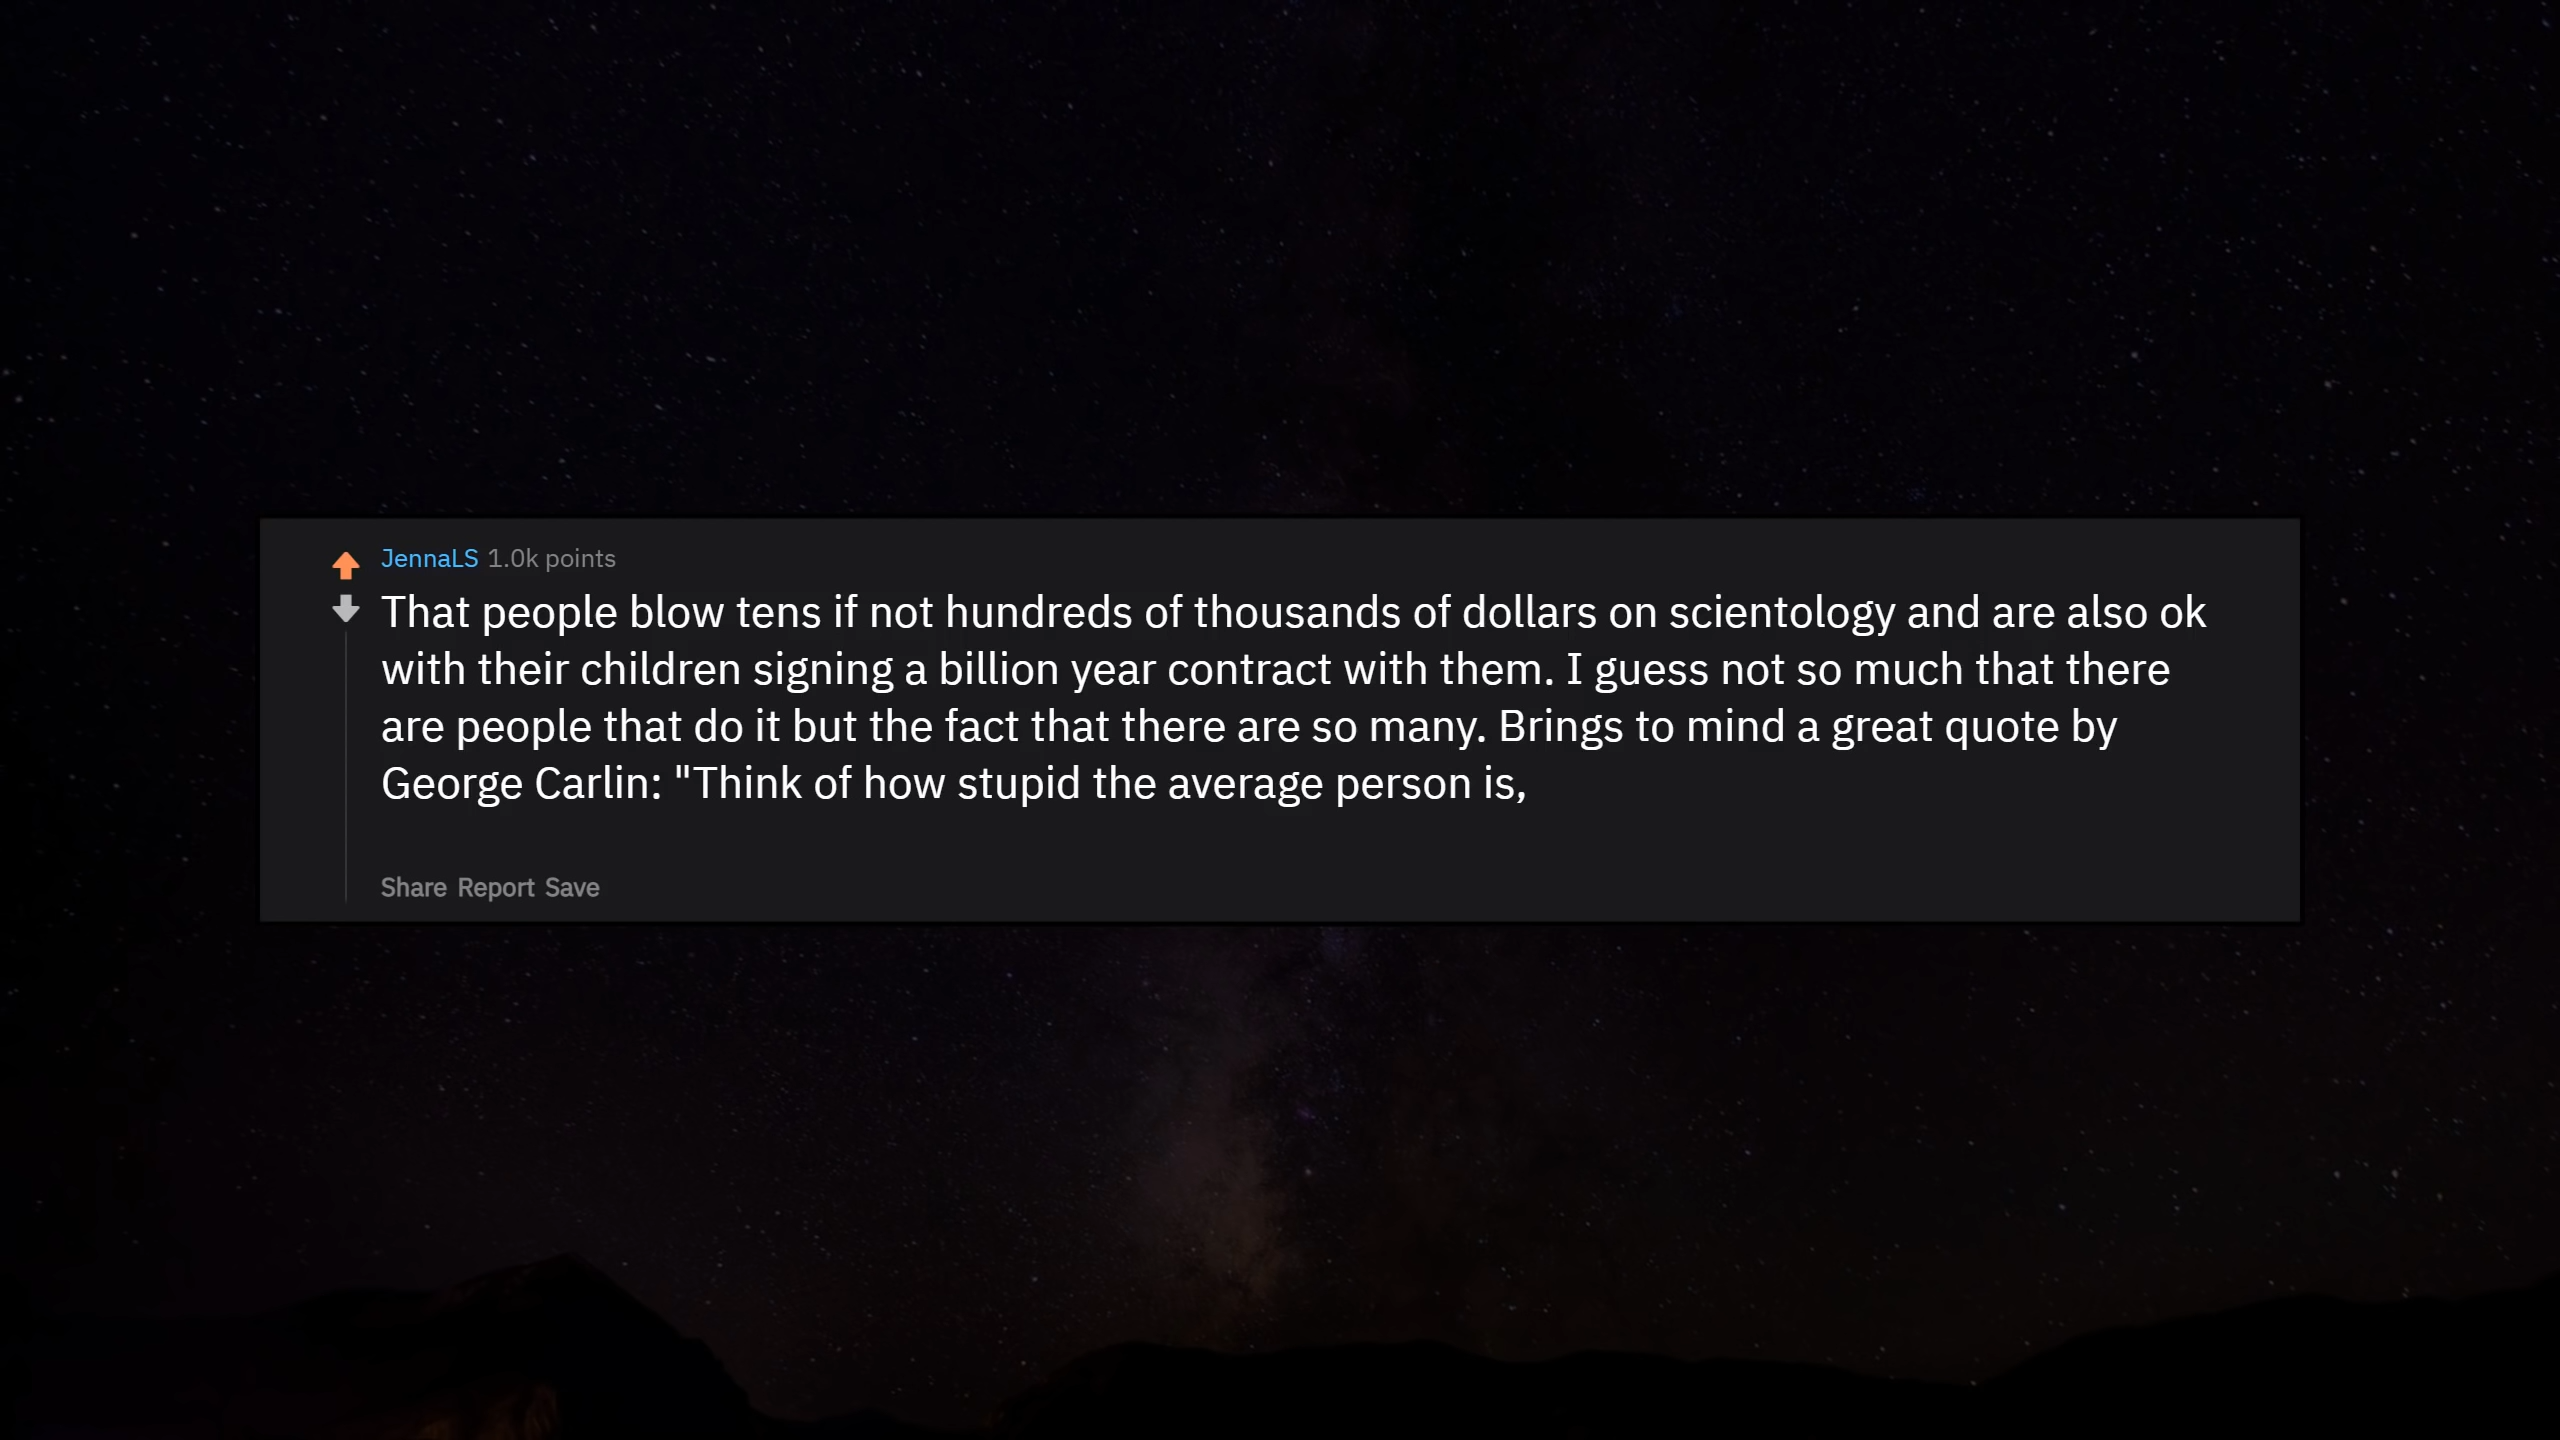 JennaLS 1.0k points
That people blow tens if not hundreds of thousands of dollars on scientology and are also ok
with their children signing a billion year contract with them. I guess not so much that there
are people that do it but the fact that there are so many. Brings to mind a great quote by
George Carlin: "Think of how stupid the average person is,
Share Report Save